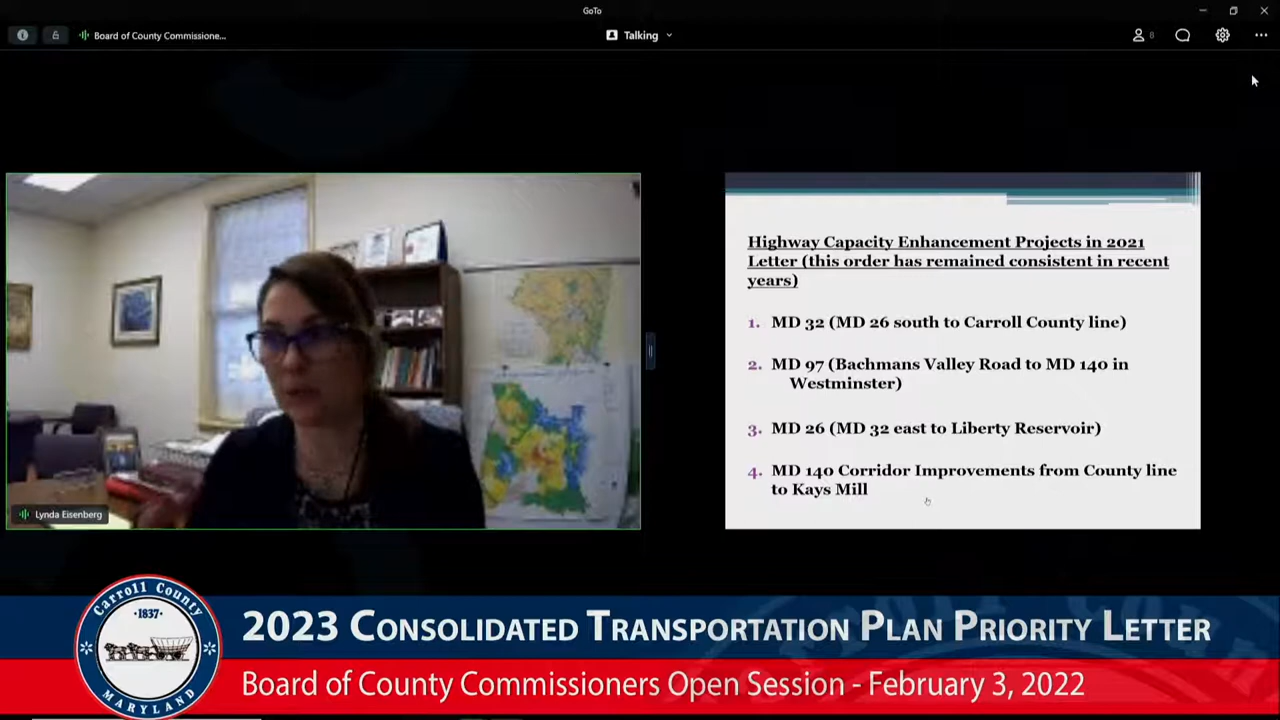 GoTo
Board of County Commissione...
Talking
8
Highway Capacity Enhancement Projects in 2021
Letter (this order has remained consistent in recent
years)
1. MD 32 (MD 26 south to Carroll County line)
2. MD 97 (Bachmans Valley Road to MD 140 in
Westminster)
3. MD 26 (MD 32 east to Liberty Reservoir)
4. MD 140 Corridor Improvements from County line
to Kays Mill
Lynda Eisenberg
Carroll County
·1837·
MARYLAND
2023 CONSOLIDATED TRANSPORTATION PLAN PRIORITY LETTER
Board of County Commissioners Open Session - February 3, 2022